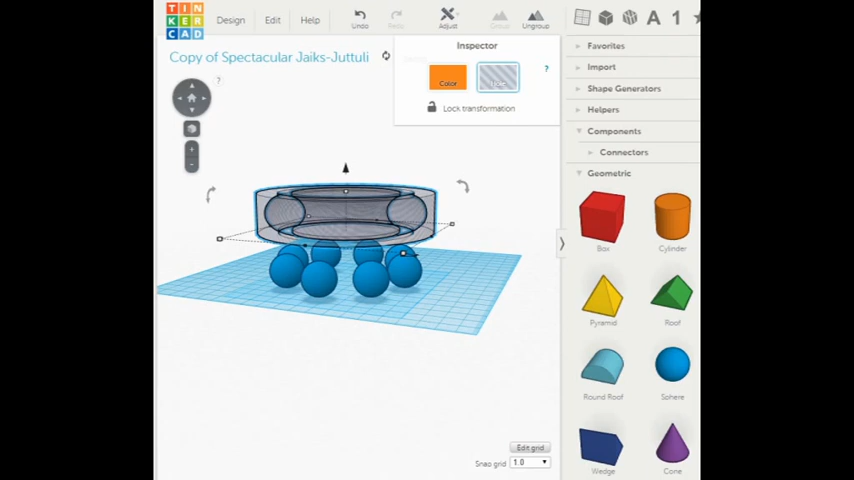 TIN
KER
CAD
Design
Edit
Help
Undo
Redo
Adjust
Group
Ungroup
A
1
Copy of Spectacular Jaiks-Juttuli
?
Inspector
Color
Hole
?
Lock transformation
Favorites
Import
Shape Generators
Helpers
Components
Connectors
Geometric
Box
Cylinder
Pyramid
Roof
Round Roof
Sphere
Wedge
Cone
Edit grid
Snap grid
1.0